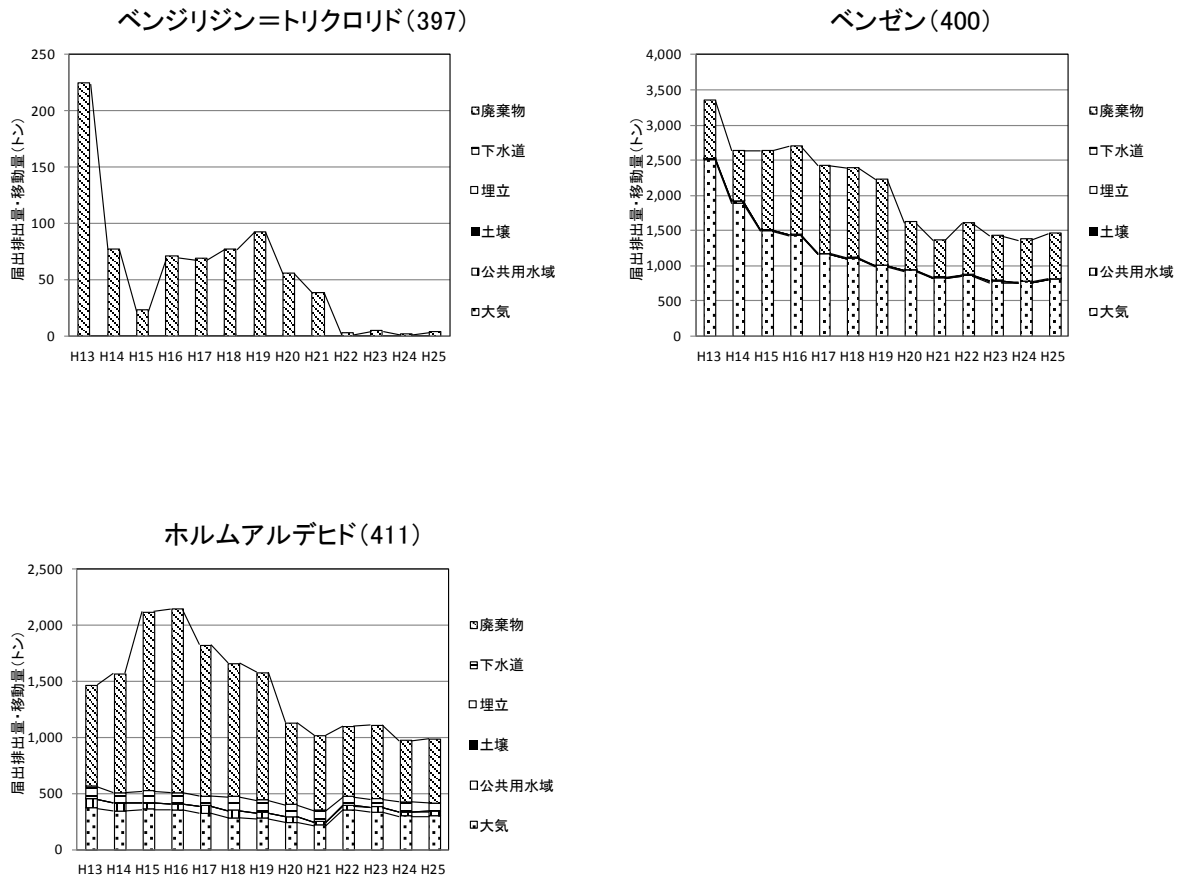 ベンジリジン＝トリクロリド(397)
届出排出量・移動量(トン)
250
200
150
100
50
0
H13 H14 H15 H16 H17 H18 H19 H20 H21 H22 H23 H24 H25
廃棄物
下水道
埋立
土壌
公共用水域
大気
ベンゼン(400)
届出排出量・移動量(トン)
4,000
3,500
3,000
2,500
2,000
1,500
1,000
500
0
H13 H14 H15 H16 H17 H18 H19 H20 H21 H22 H23 H24 H25
廃棄物
下水道
埋立
土壌
公共用水域
大気
ホルムアルデヒド(411)
届出排出量・移動量(トン)
2,500
2,000
1,500
1,000
500
0
H13 H14 H15 H16 H17 H18 H19 H20 H21 H22 H23 H24 H25
廃棄物
下水道
埋立
土壌
公共用水域
大気